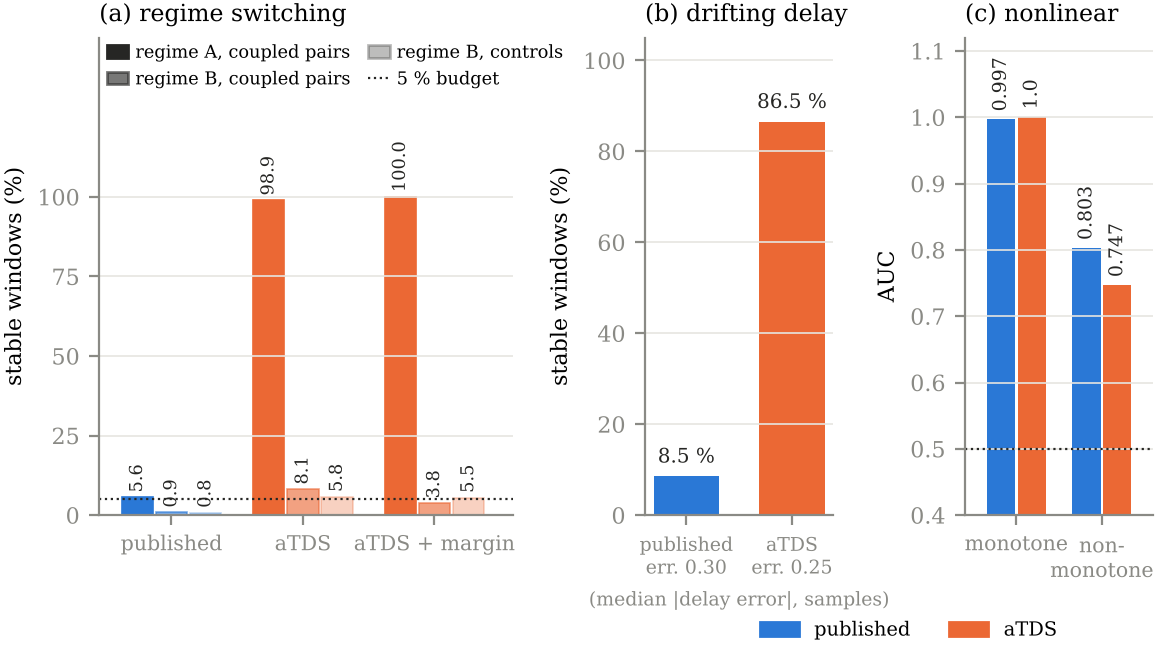 (a) regime switching
regime A, coupled pairs
regime B, coupled pairs
regime B, controls
5 % budget
stable windows (%)
100
75
50
25
0
5.6
0.9
0.8
98.9
8.1
5.8
100.0
3.8
5.5
published
aTDS
aTDS + margin
(b) drifting delay
stable windows (%)
100
80
60
40
20
0
8.5 %
86.5 %
published
err. 0.30
aTDS
err. 0.25
(median |delay error|, samples)
(c) nonlinear
AUC
1.1
1.0
0.9
0.8
0.7
0.6
0.5
0.4
0.997
1.0
0.803
0.747
monotone
non-
monotone
published
aTDS